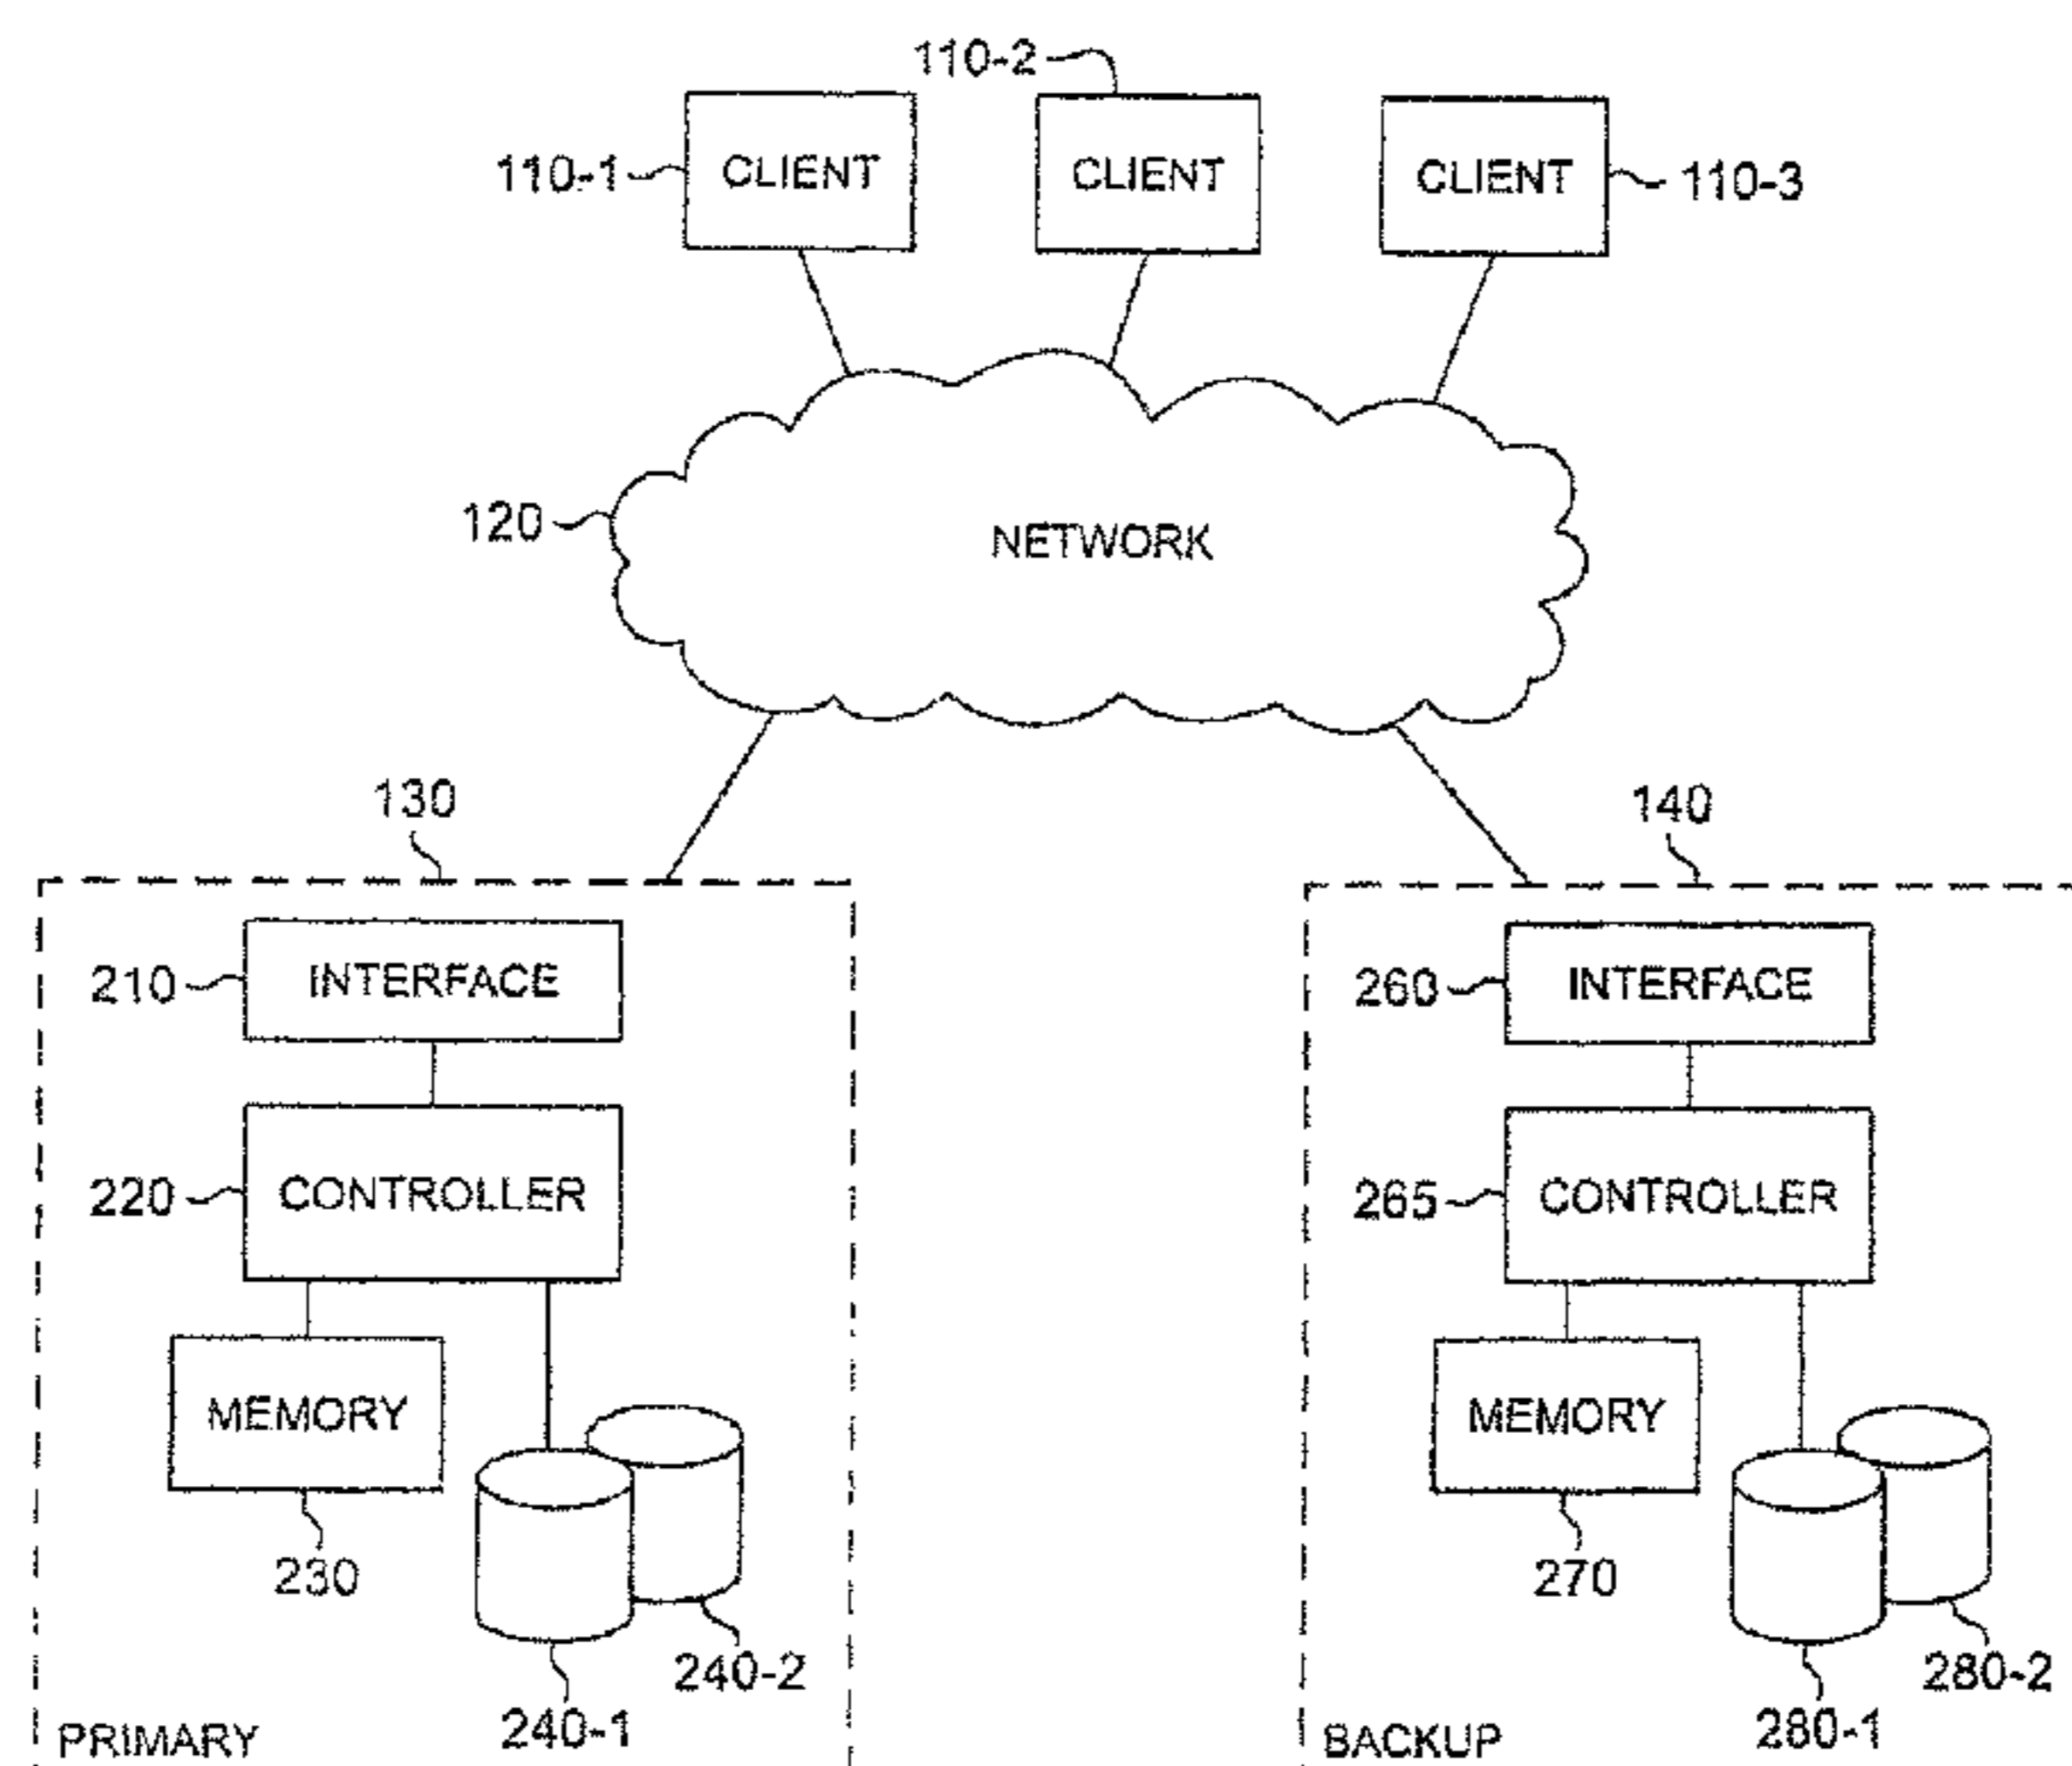 110-2
110-1 CLIENT CLIENT CLIENT 110-3
120 NETWORK
130 140
210 INTERFACE 260 INTERFACE
220 CONTROLLER 265 CONTROLLER
MEMORY MEMORY
230 270
240-2 280-2
240-1 280-1
PRIMARY BACKUP